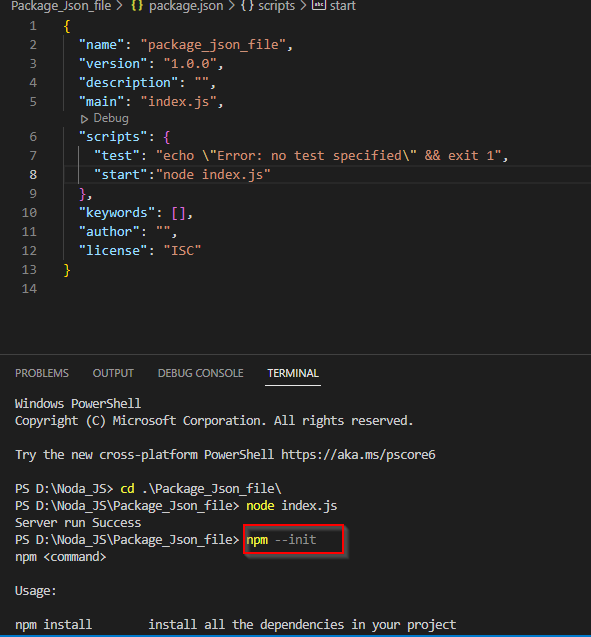 Package_Json_file > {} package.json > {} scripts > abc start
1 {
2 "name": "package_json_file",
3 "version": "1.0.0",
4 "description": "",
5 "main": "index.js",
Debug
6 "scripts": {
7 "test": "echo \"Error: no test specified\" && exit 1",
8 "start":"node index.js"
9 },
10 "keywords": [],
11 "author": "",
12 "license": "ISC"
13 }
14
PROBLEMS OUTPUT DEBUG CONSOLE TERMINAL
Windows PowerShell
Copyright (C) Microsoft Corporation. All rights reserved.
Try the new cross-platform PowerShell https://aka.ms/pscore6
PS D:\Noda_JS> cd .\Package_Json_file\
PS D:\Noda_JS\Package_Json_file> node index.js
Server run Success
PS D:\Noda_JS\Package_Json_file> npm --init
npm <command>
Usage:
npm install install all the dependencies in your project